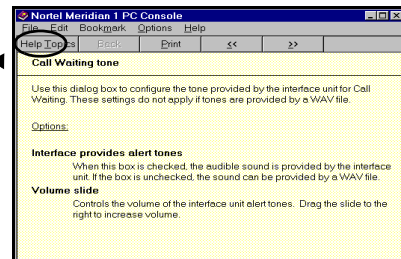 Nortel Meridian 1 PC Console
File Edit Bookmark Options Help
Help Topics Back Print << >>
Call Waiting tone
Use this dialog box to configure the tone provided by the interface unit for Call
Waiting. These settings do not apply if tones are provided by a WAV file.
Options:
Interface provides alert tones
When this box is checked, the audible sound is provided by the interface
unit. If the box is unchecked, the sound can be provided by a WAV file.
Volume slide
Controls the volume of the interface unit alert tones. Drag the slide to the
right to increase volume.